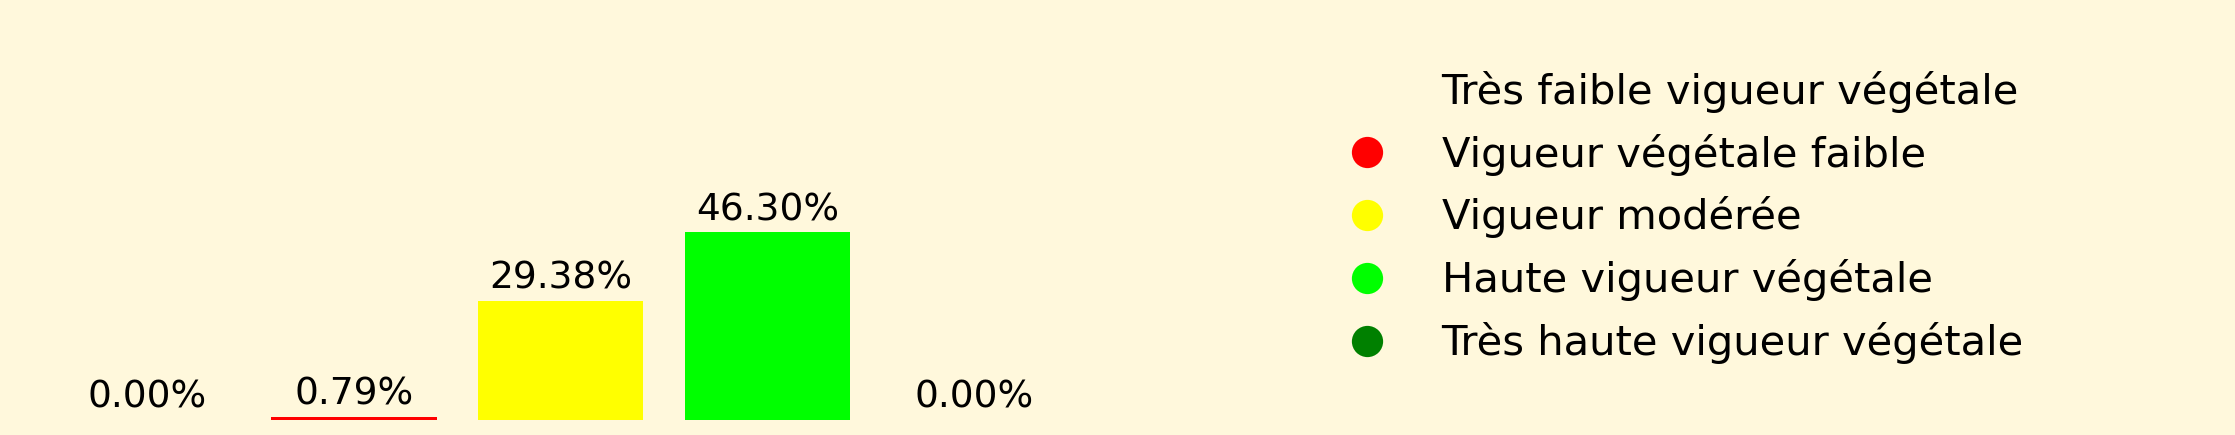 0.00%
0.79%
29.38%
46.30%
0.00%
Très faible vigueur végétale
Vigueur végétale faible
Vigueur modérée
Haute vigueur végétale
Très haute vigueur végétale